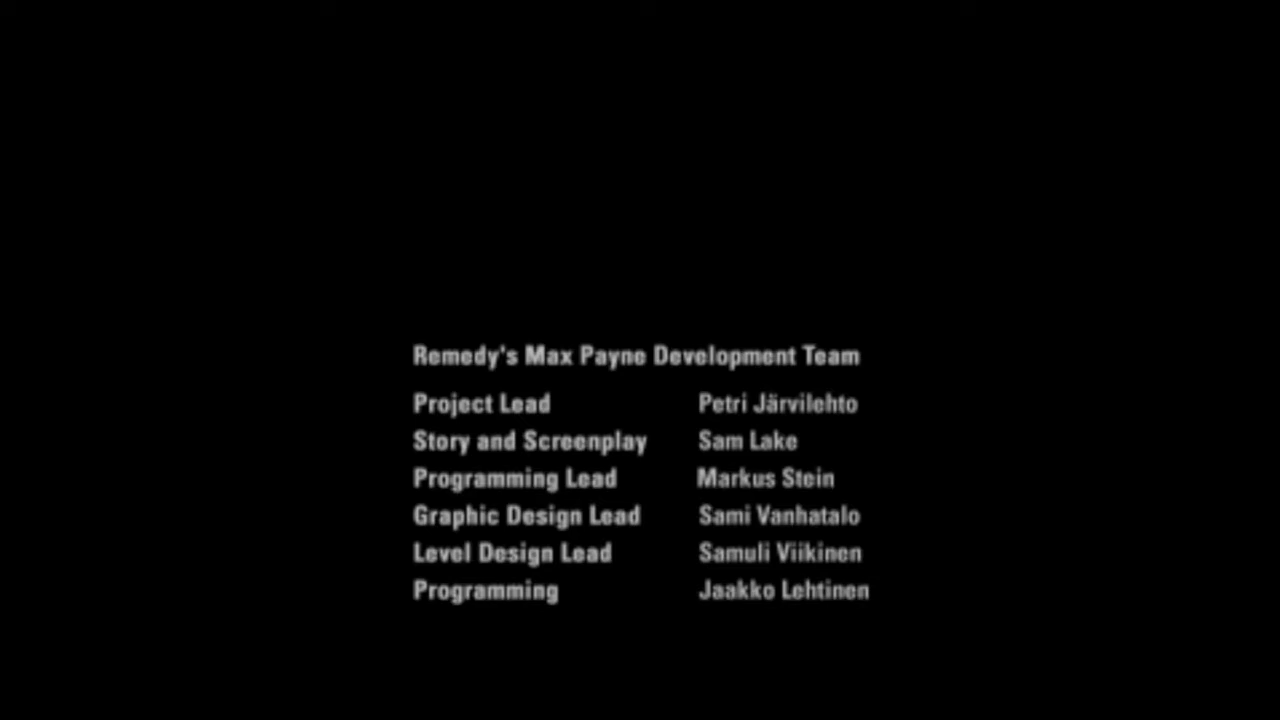 Remedy's Max Payne Development Team
Project Lead Petri Järvilehto
Story and Screenplay Sam Lake
Programming Lead Markus Stein
Graphic Design Lead Sami Vanhatalo
Level Design Lead Samuli Viikinen
Programming Jaakko Lehtinen